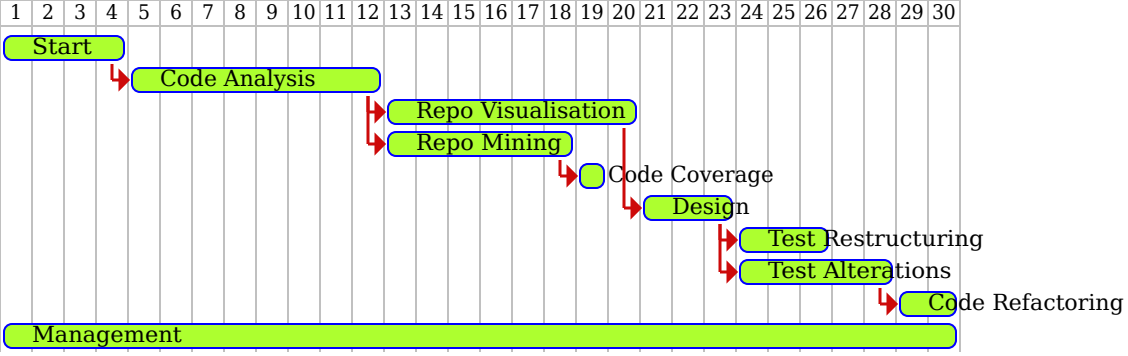 1 2 3 4 5 6 7 8 9 10 11 12 13 14 15 16 17 18 19 20 21 22 23 24 25 26 27 28 29 30
Start
Code Analysis
Repo Visualisation
Repo Mining
Code Coverage
Design
Test Restructuring
Test Alterations
Code Refactoring
Management